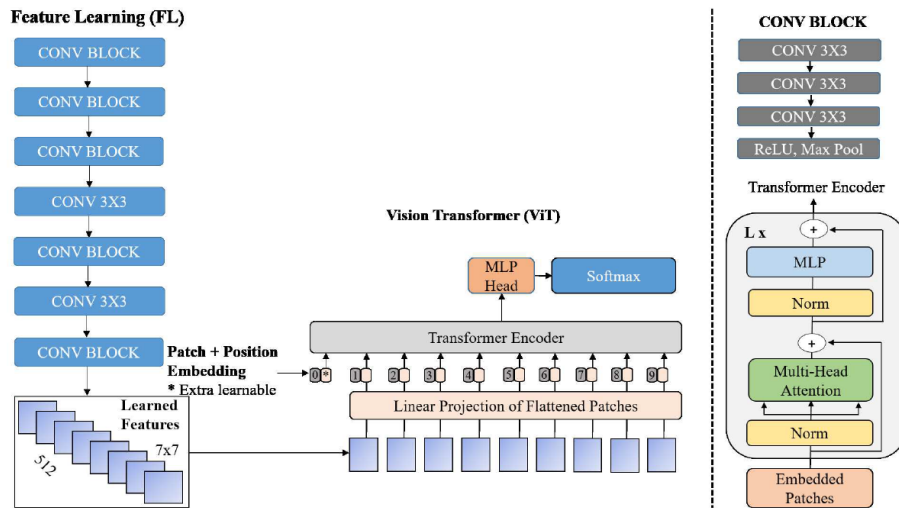 Feature Learning (FL)
CONV BLOCK
CONV BLOCK
CONV BLOCK
CONV 3X3
CONV BLOCK
CONV 3X3
CONV BLOCK
Learned
Features
7x7
512
Patch + Position
Embedding
* Extra learnable
Vision Transformer (ViT)
MLP
Head
Softmax
Transformer Encoder
0 * 1 2 3 4 5 6 7 8 9
Linear Projection of Flattened Patches
CONV BLOCK
CONV 3X3
CONV 3X3
CONV 3X3
ReLU, Max Pool
Transformer Encoder
L x
+
MLP
Norm
+
Multi-Head
Attention
Norm
Embedded
Patches